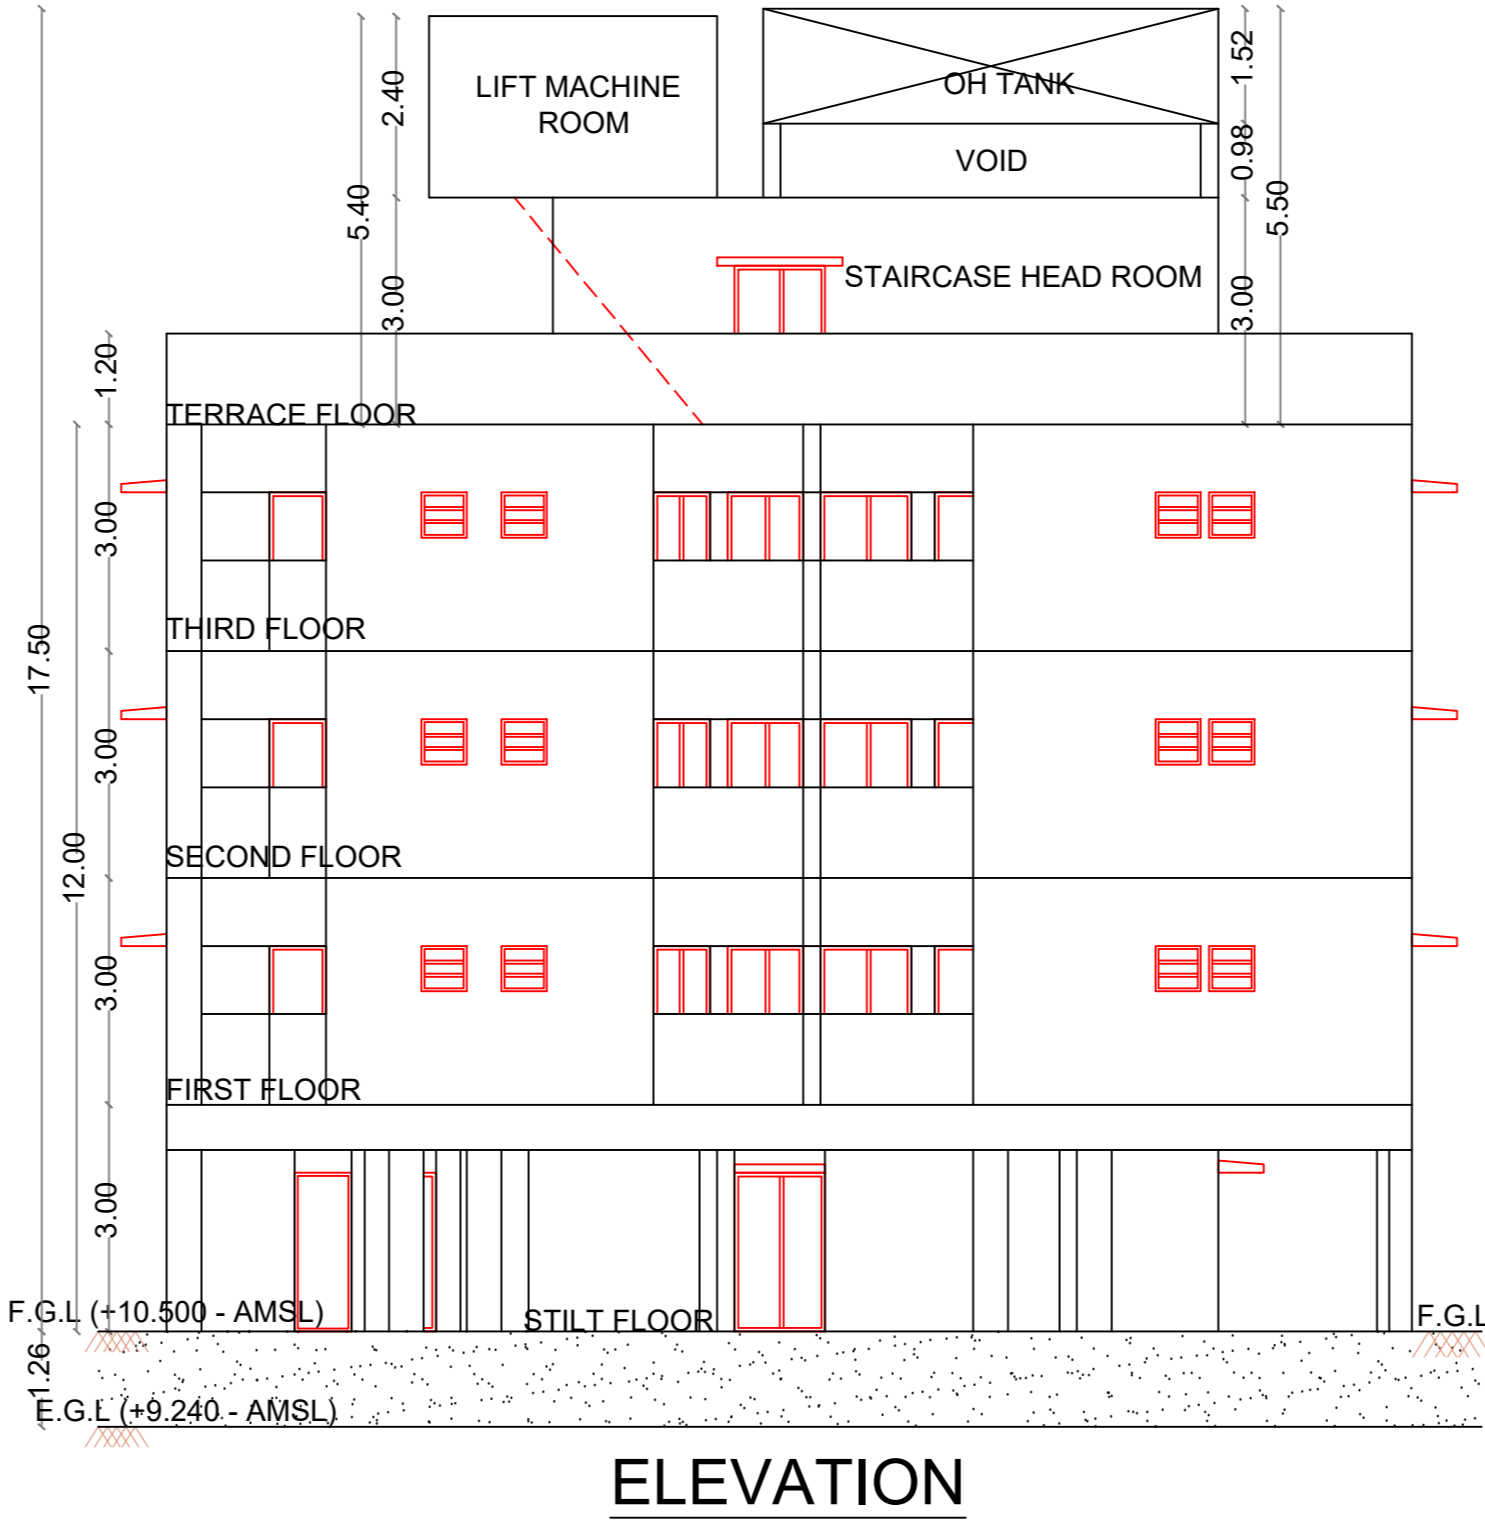 LIFT MACHINE
ROOM
OH TANK
VOID
1.52
0.98
2.40
5.40
5.50
3.00
3.00
STAIRCASE HEAD ROOM
1.20
TERRACE FLOOR
3.00
THIRD FLOOR
17.50
3.00
12.00
SECOND FLOOR
3.00
FIRST FLOOR
3.00
F.G.L (+10.500 - AMSL)
STILT FLOOR
F.G.L
1.26
E.G.L (+9.240 - AMSL)
ELEVATION